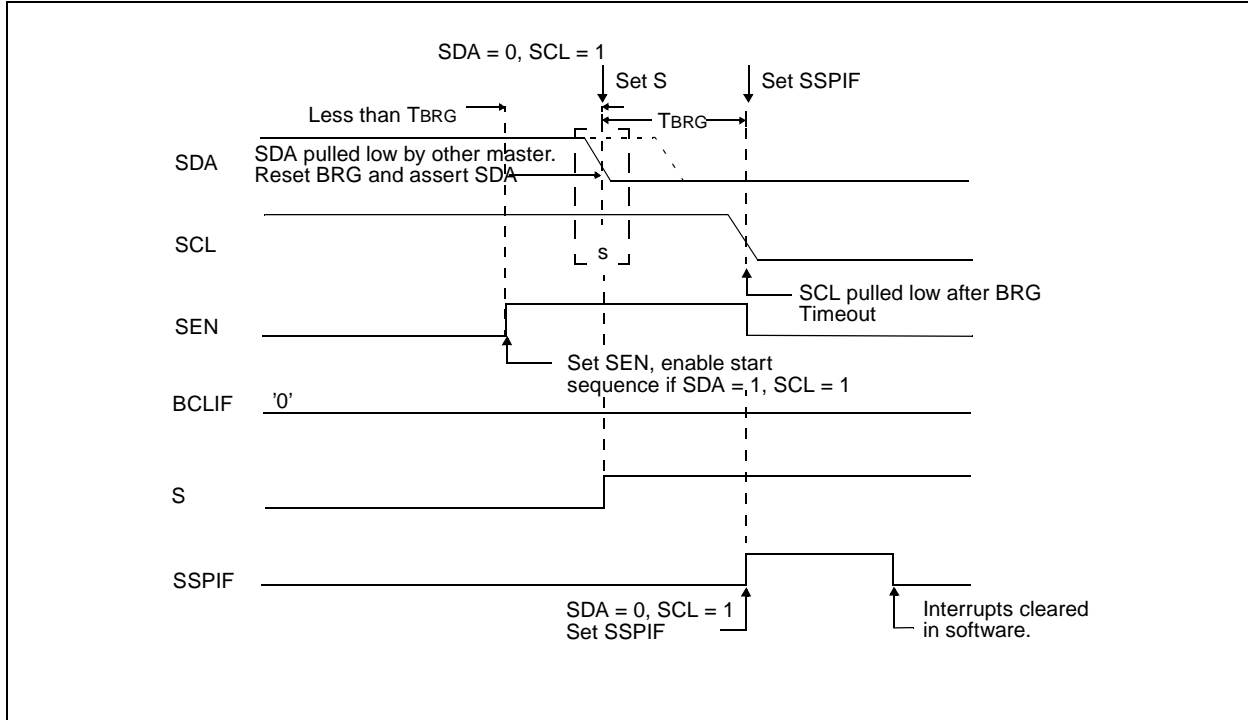 SDA = 0, SCL = 1
Set S
Set SSPIF
Less than TBRG
TBRG
SDA
SDA pulled low by other master.
Reset BRG and assert SDA
SCL
S
SCL pulled low after BRG
Timeout
SEN
Set SEN, enable start
sequence if SDA = 1, SCL = 1
BCLIF
'0'
S
SSPIF
SDA = 0, SCL = 1
Set SSPIF
Interrupts cleared
in software.